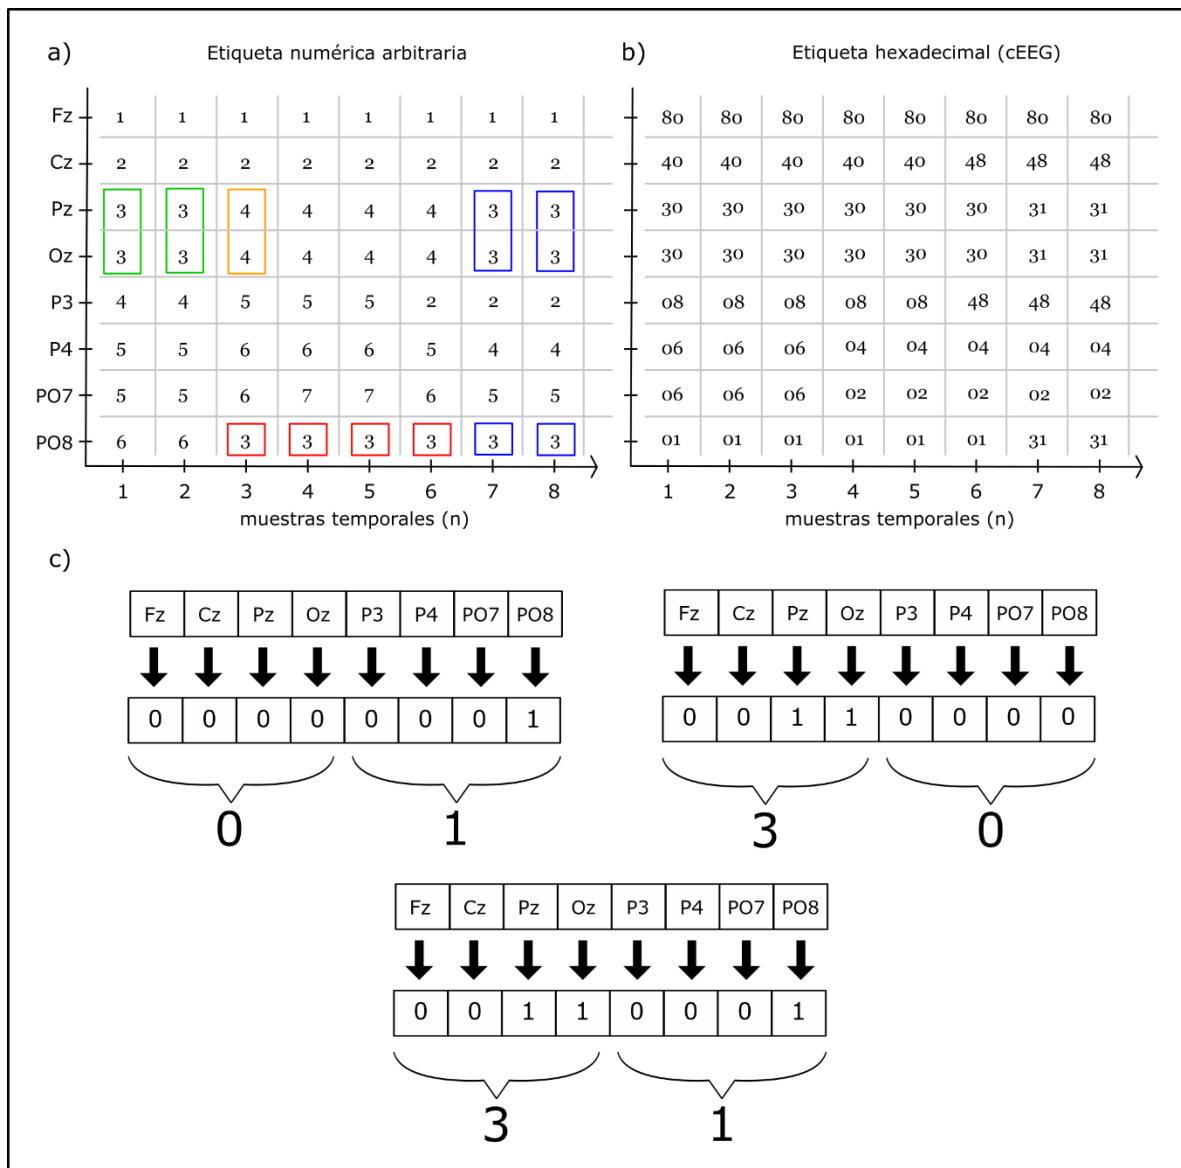 a) Etiqueta numérica arbitraria
Fz 1 1 1 1 1 1 1 1
Cz 2 2 2 2 2 2 2 2
Pz 3 3 4 4 4 4 3 3
Oz 3 3 4 4 4 4 3 3
P3 4 4 5 5 5 2 2 2
P4 5 5 6 6 6 5 4 4
PO7 5 5 6 7 7 6 5 5
PO8 6 6 3 3 3 3 3 3
1 2 3 4 5 6 7 8
muestras temporales (n)
b) Etiqueta hexadecimal (cEEG)
80 80 80 80 80 80 80 80
40 40 40 40 40 48 48 48
30 30 30 30 30 30 31 31
30 30 30 30 30 30 31 31
08 08 08 08 08 48 48 48
06 06 06 04 04 04 04 04
06 06 06 02 02 02 02 02
01 01 01 01 01 01 31 31
1 2 3 4 5 6 7 8
muestras temporales (n)
c)
Fz Cz Pz Oz P3 P4 PO7 PO8
0 0 0 0 0 0 0 1
0 1
Fz Cz Pz Oz P3 P4 PO7 PO8
0 0 1 1 0 0 0 0
3 0
Fz Cz Pz Oz P3 P4 PO7 PO8
0 0 1 1 0 0 0 1
3 1